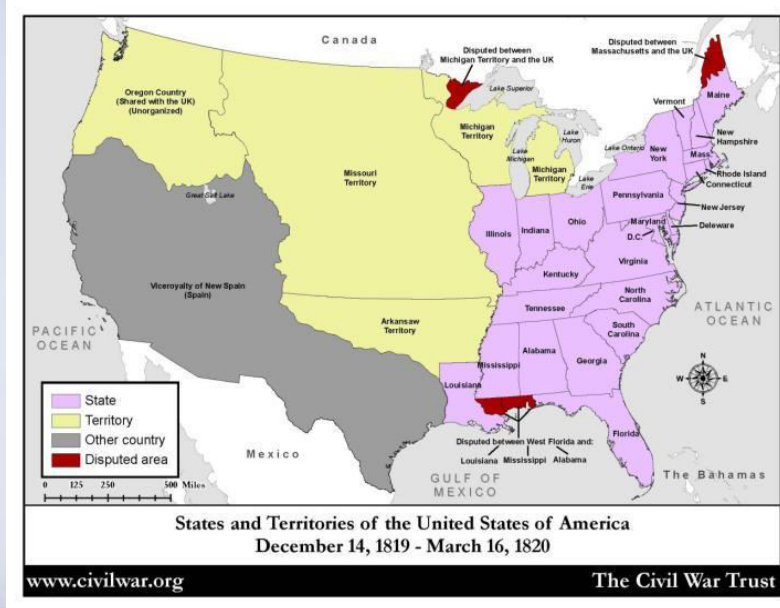 Canada
Disputed between
Michigan Territory and the UK
Disputed between
Massachusetts and the UK
Oregon Country
(Shared with the UK)
(Unorganized)
Lake Superior
Maine
Vermont
Michigan
Territory
Lake
Huron
New
Hampshire
Lake Ontario
New
York
Mass.
Lake
Michigan
Michigan
Territory
Rhode Island
Connecticut
Missouri
Territory
Lake
Erie
Great Salt Lake
Pennsylvania
New Jersey
Illinois
Indiana
Ohio
Maryland
D.C.
Deleware
Virginia
Viceroyalty of New Spain
(Spain)
Kentucky
North
Carolina
Tennessee
ATLANTIC
OCEAN
Arkansaw
Territory
South
Carolina
PACIFIC
OCEAN
Mississippi
Alabama
Georgia
N
W
E
S
Louisiana
State
Territory
Other country
Disputed area
Florida
Disputed between West Florida and:
Louisiana Mississippi Alabama
Mexico
GULF OF
MEXICO
The Bahamas
0 125 250 500 Miles
States and Territories of the United States of America
December 14, 1819 - March 16, 1820
www.civilwar.org
The Civil War Trust